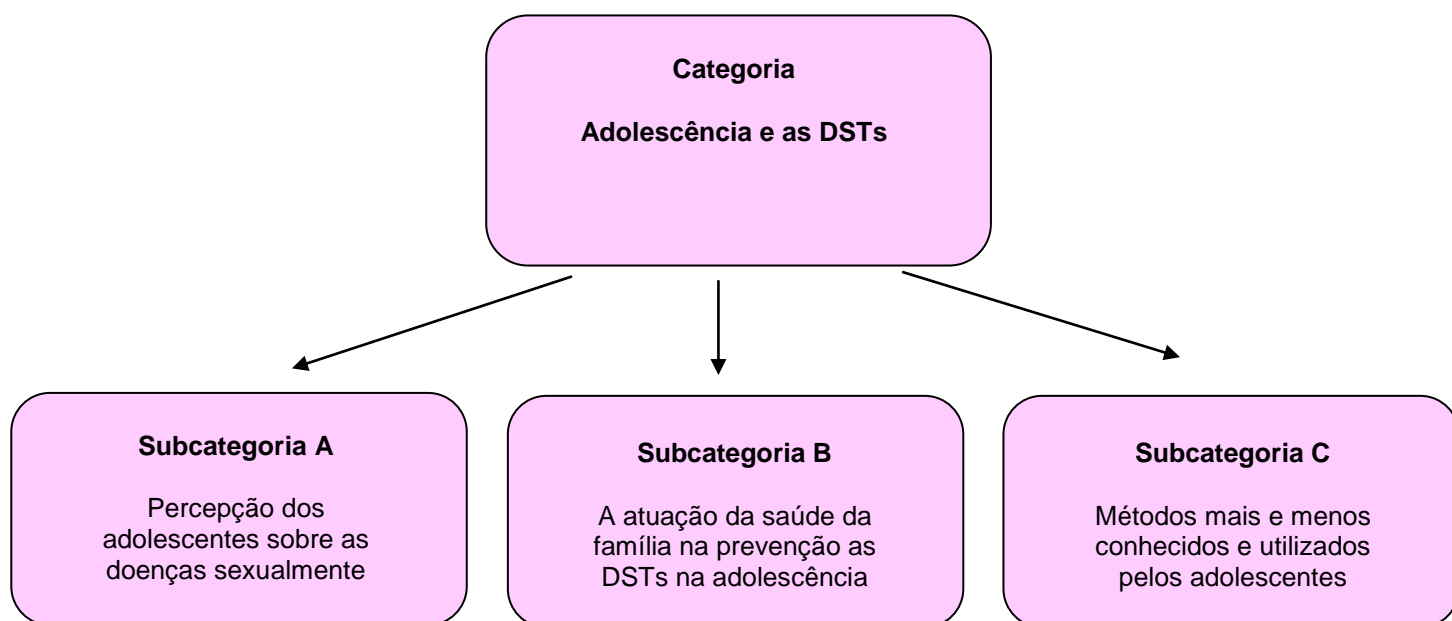 Categoria
Adolescência e as DSTs
Subcategoria A
Percepção dos
adolescentes sobre as
doenças sexualmente
Subcategoria B
A atuação da saúde da
família na prevenção as
DSTs na adolescência
Subcategoria C
Métodos mais e menos
conhecidos e utilizados
pelos adolescentes